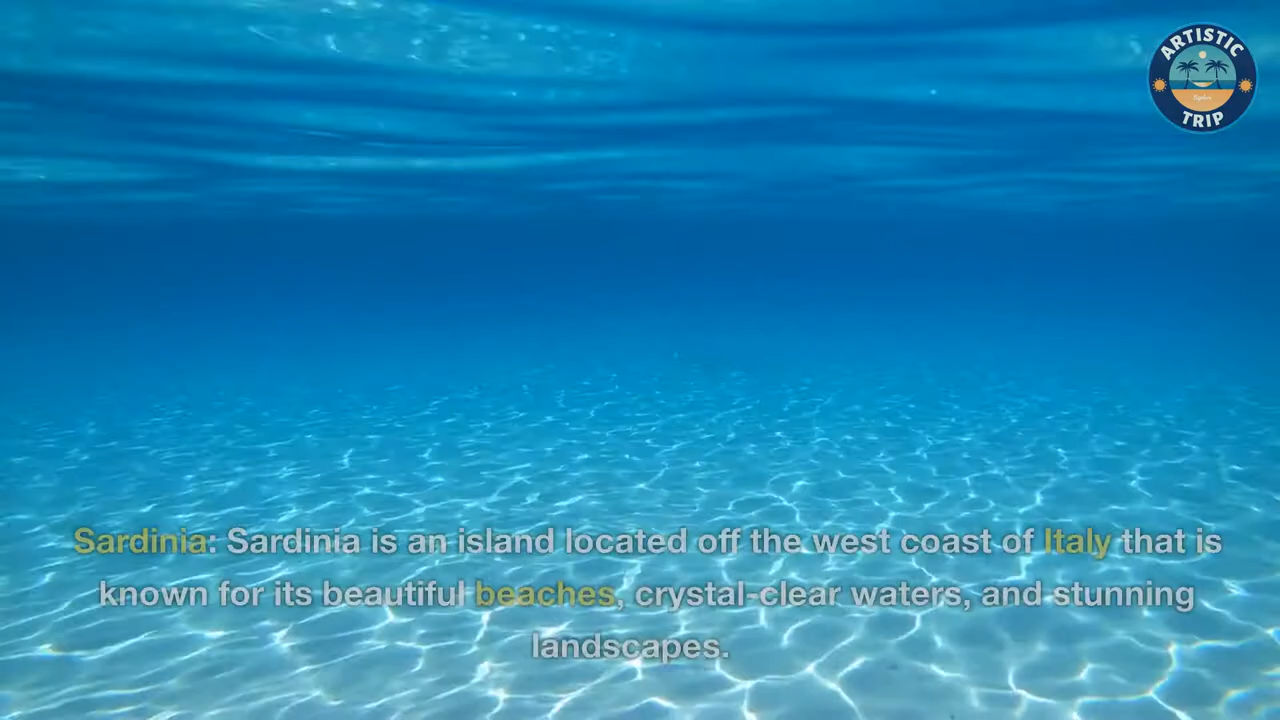 ARTISTIC
TRIP
Sardinia: Sardinia is an island located off the west coast of Italy that is
known for its beautiful beaches, crystal-clear waters, and stunning
landscapes.